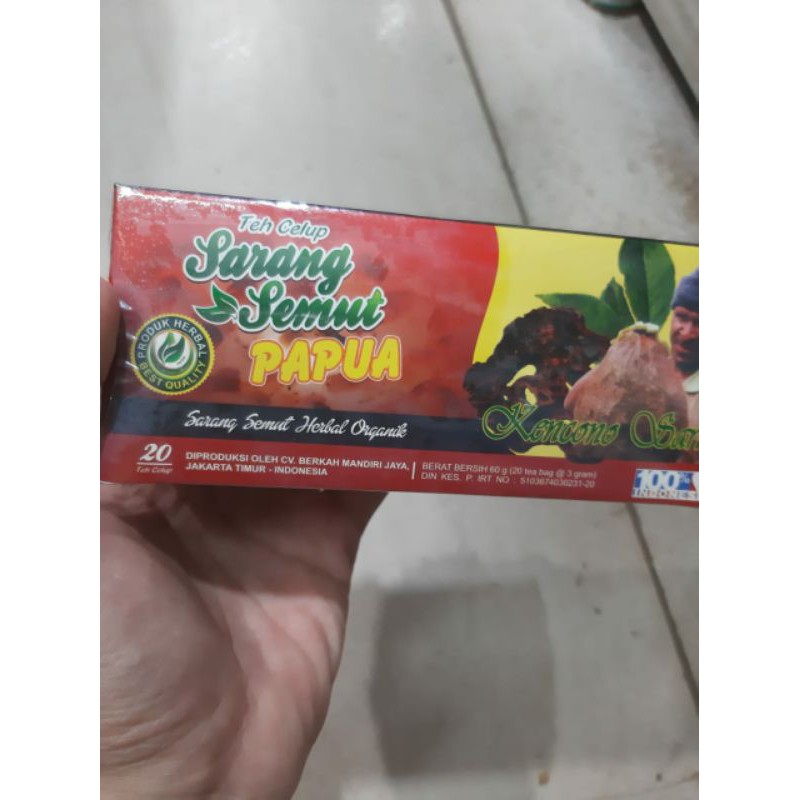 Teh Celup
Sarang
Semut
PAPUA
PRODUK HERBAL
BEST QUALITY
Sarang Semut Herbal Organik
Kencono
20
Teh Celup
DIPRODUKSI OLEH CV. BERKAH MANDIRI JAYA,
JAKARTA TIMUR - INDONESIA
BERAT BERSIH 60 g (20 tea bag @ 3 gram)
DIN KES. P. IRT NO : 5103674030231-20
100%